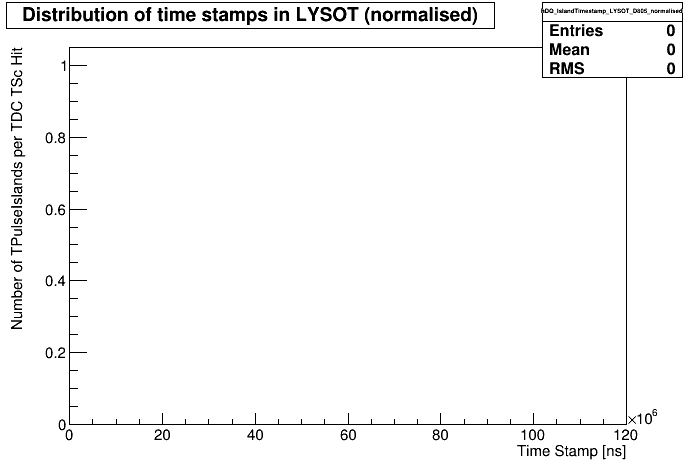 Distribution of time stamps in LYSOT (normalised)
hDQ_IslandTimestamp_LYSOT_D805_normalised
Entries 0
Mean 0
RMS 0
Number of TPulseIslands per TDC TSc Hit
1
0.8
0.6
0.4
0.2
0
0 20 40 60 80 100 120
×10⁶
Time Stamp [ns]